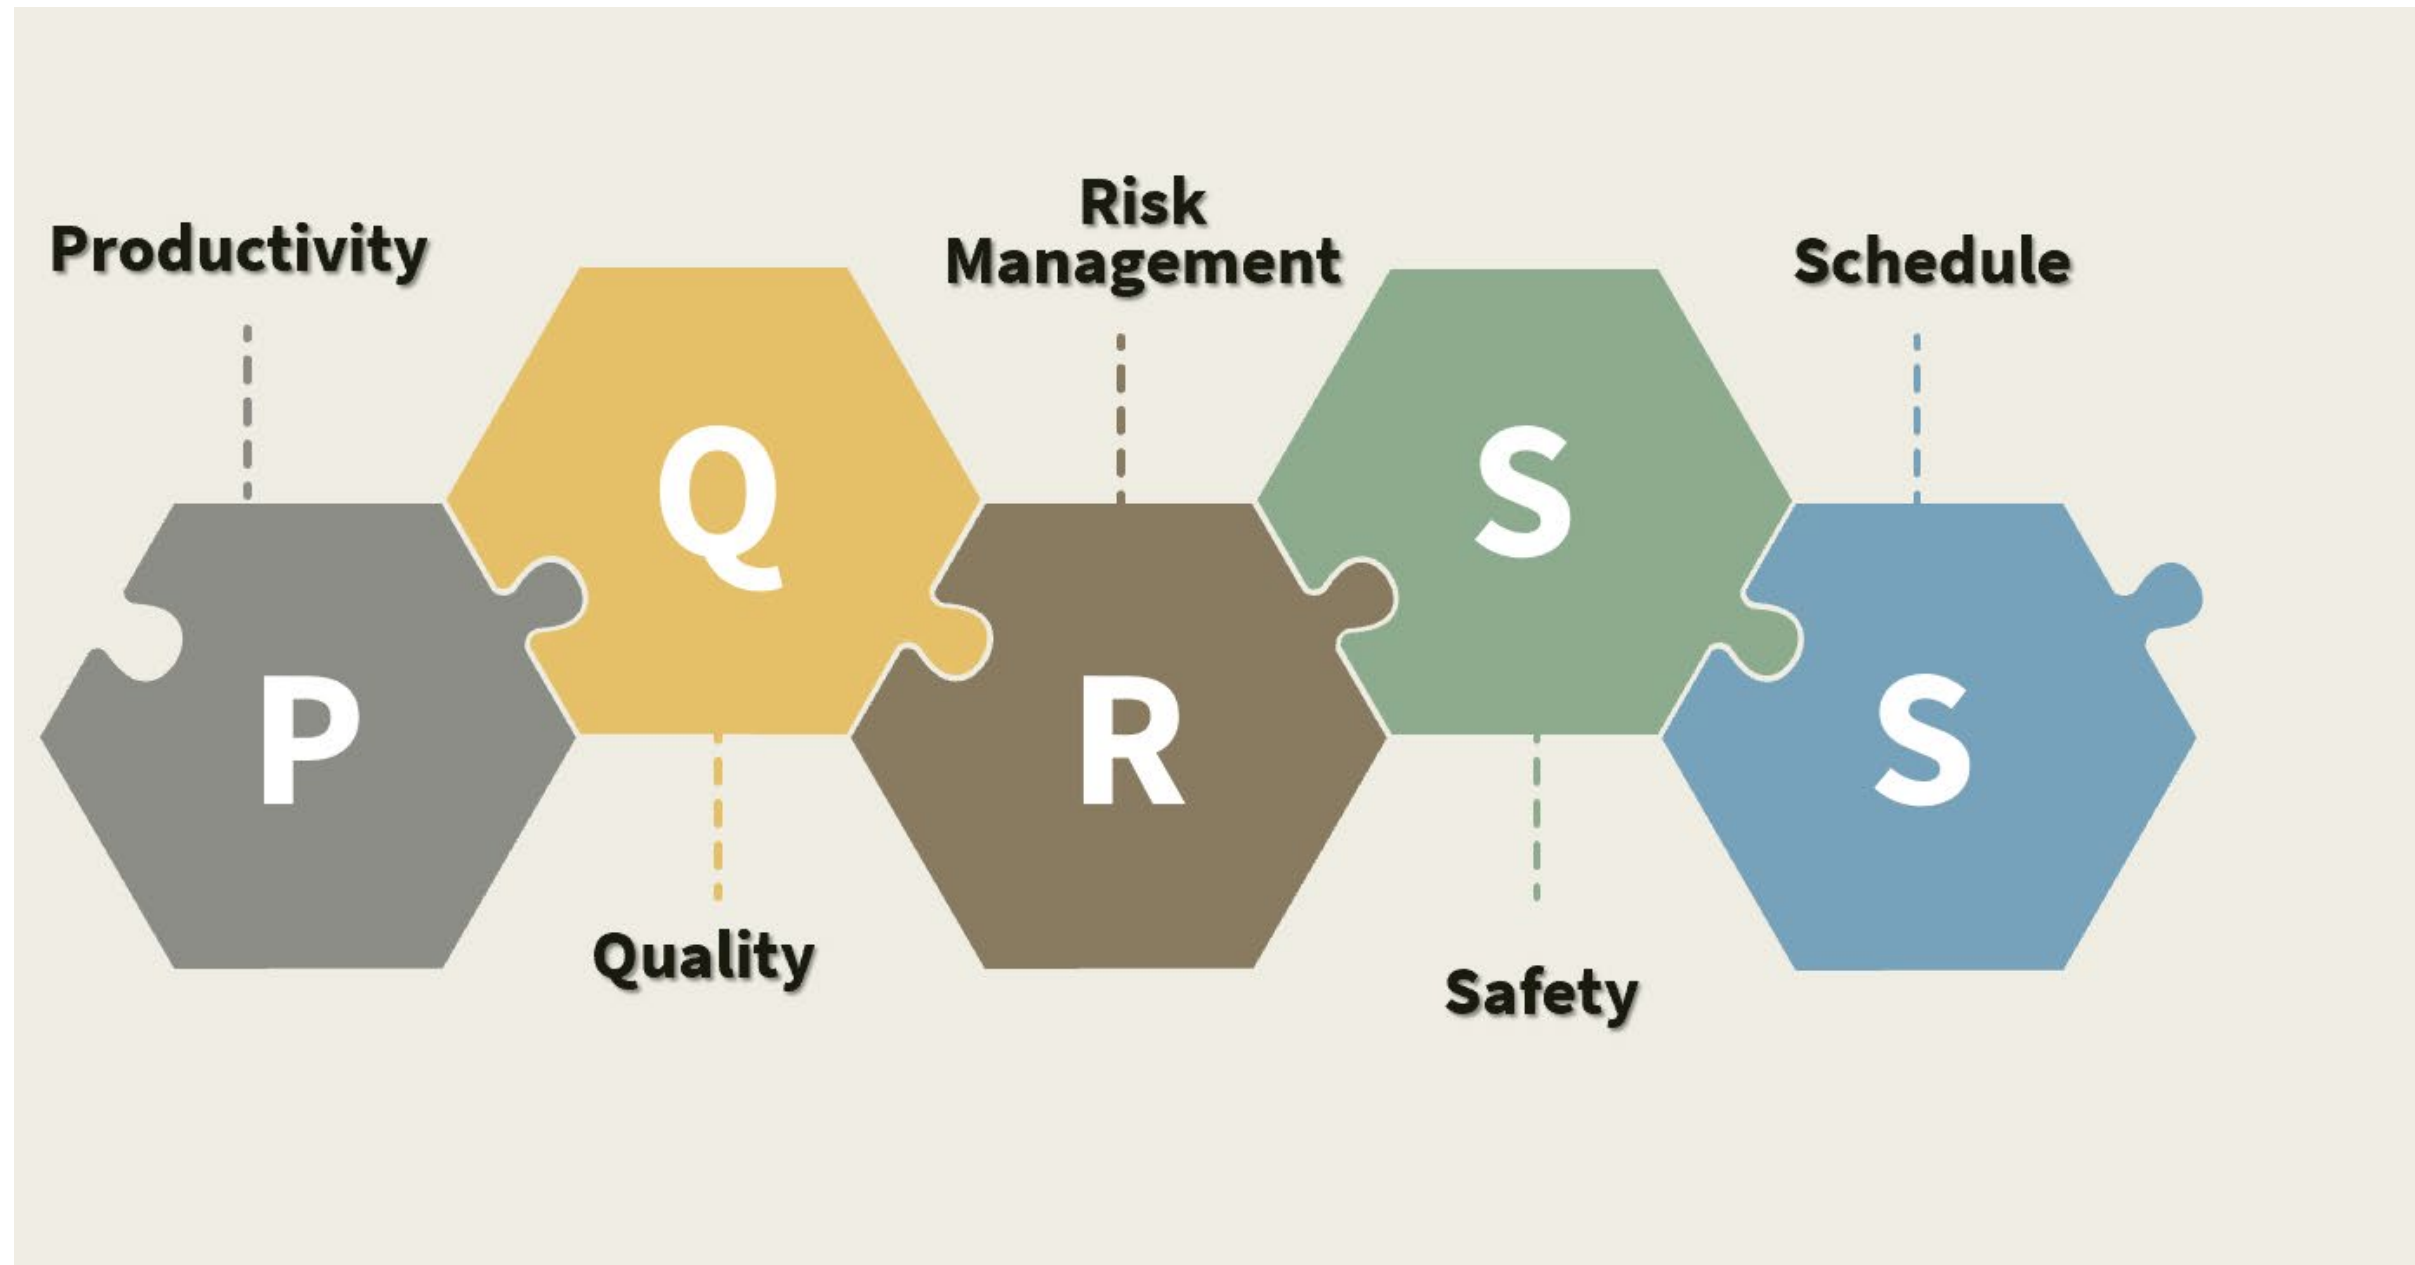 Productivity
Risk
Management
Schedule
Q
S
P
R
S
Quality
Safety